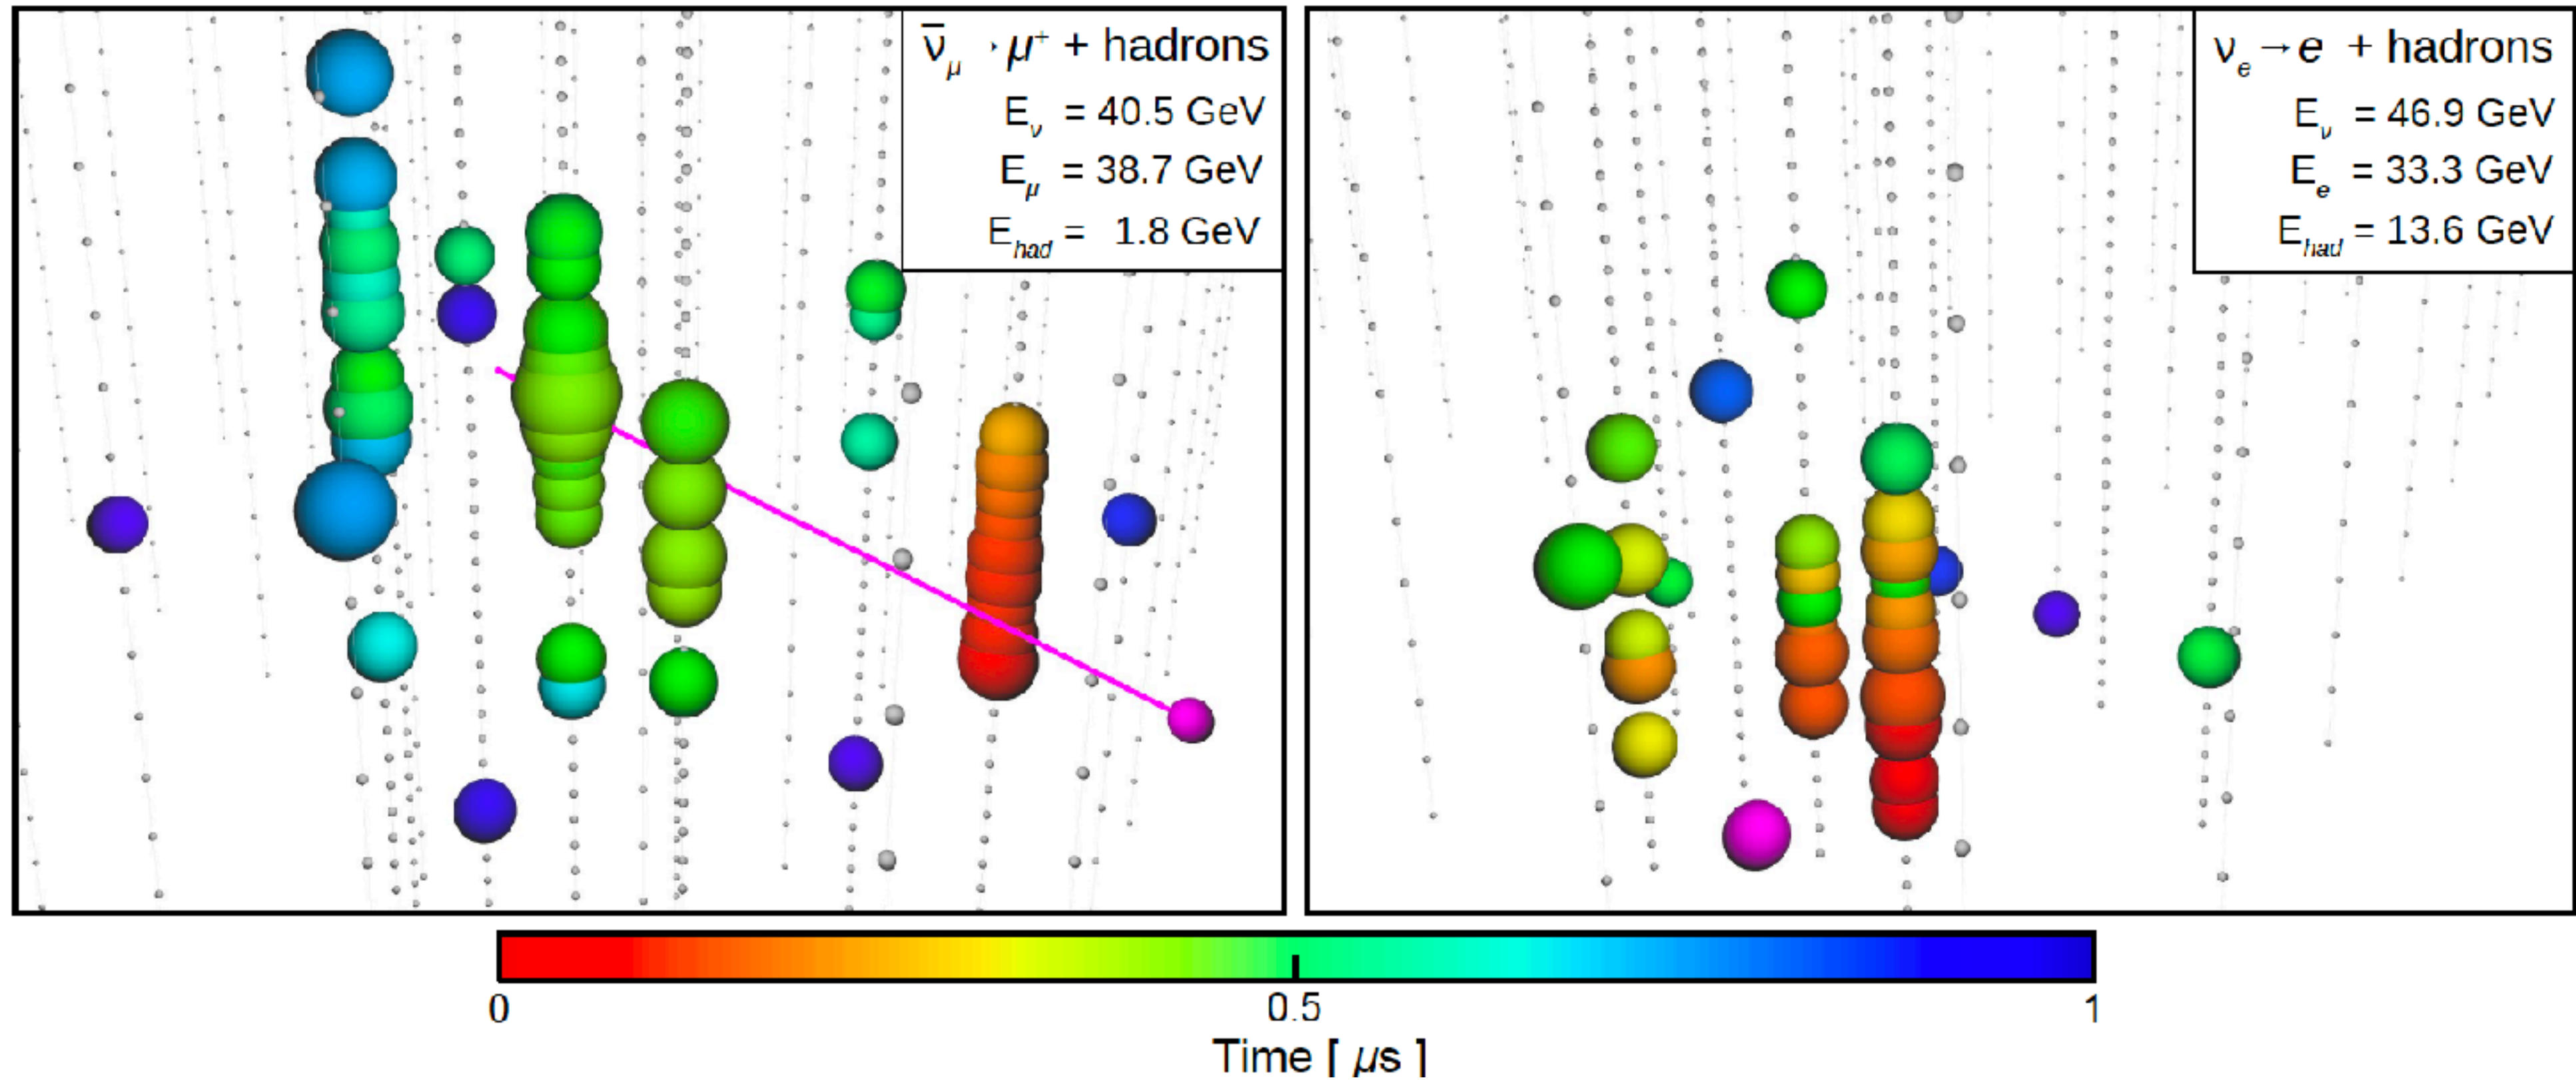 ν̅μ → μ⁺ + hadrons
Eν = 40.5 GeV
Eμ = 38.7 GeV
Ehad = 1.8 GeV
νe → e + hadrons
Eν = 46.9 GeV
Ee = 33.3 GeV
Ehad = 13.6 GeV
0 0.5 1
Time [ μs ]